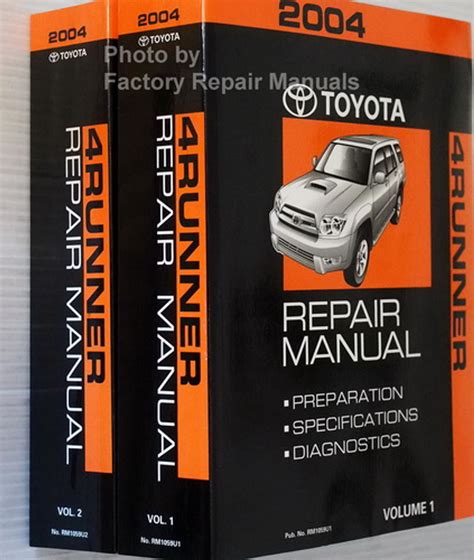 2004
TOYOTA
4RUNNER
REPAIR MANUAL
VOL. 2
No. RM1059U2
2004
TOYOTA
4RUNNER
REPAIR MANUAL
VOL. 1
No. RM1059U1
2004
TOYOTA
4RUNNER
REPAIR
MANUAL
▪PREPARATION
▪SPECIFICATIONS
▪DIAGNOSTICS
Pub. No. RM1059U1
VOLUME 1
Photo by
Factory Repair Manuals